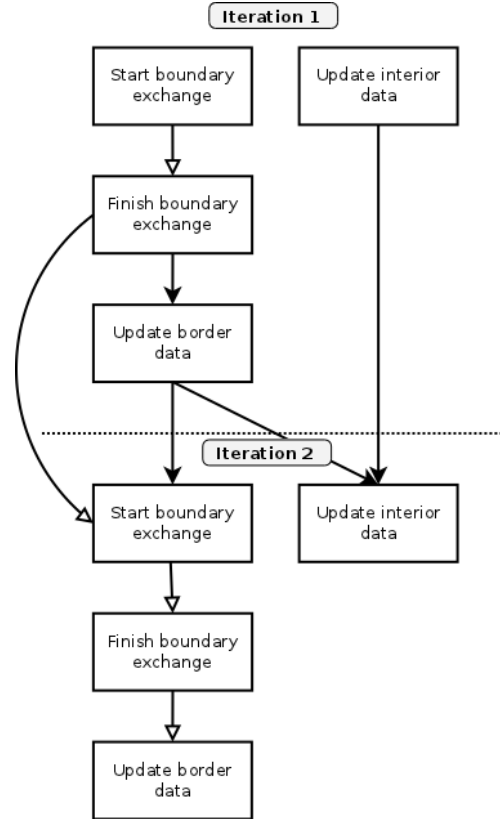 Iteration 1
Start boundary
exchange
Update interior
data
Finish boundary
exchange
Update border
data
Iteration 2
Start boundary
exchange
Update interior
data
Finish boundary
exchange
Update border
data